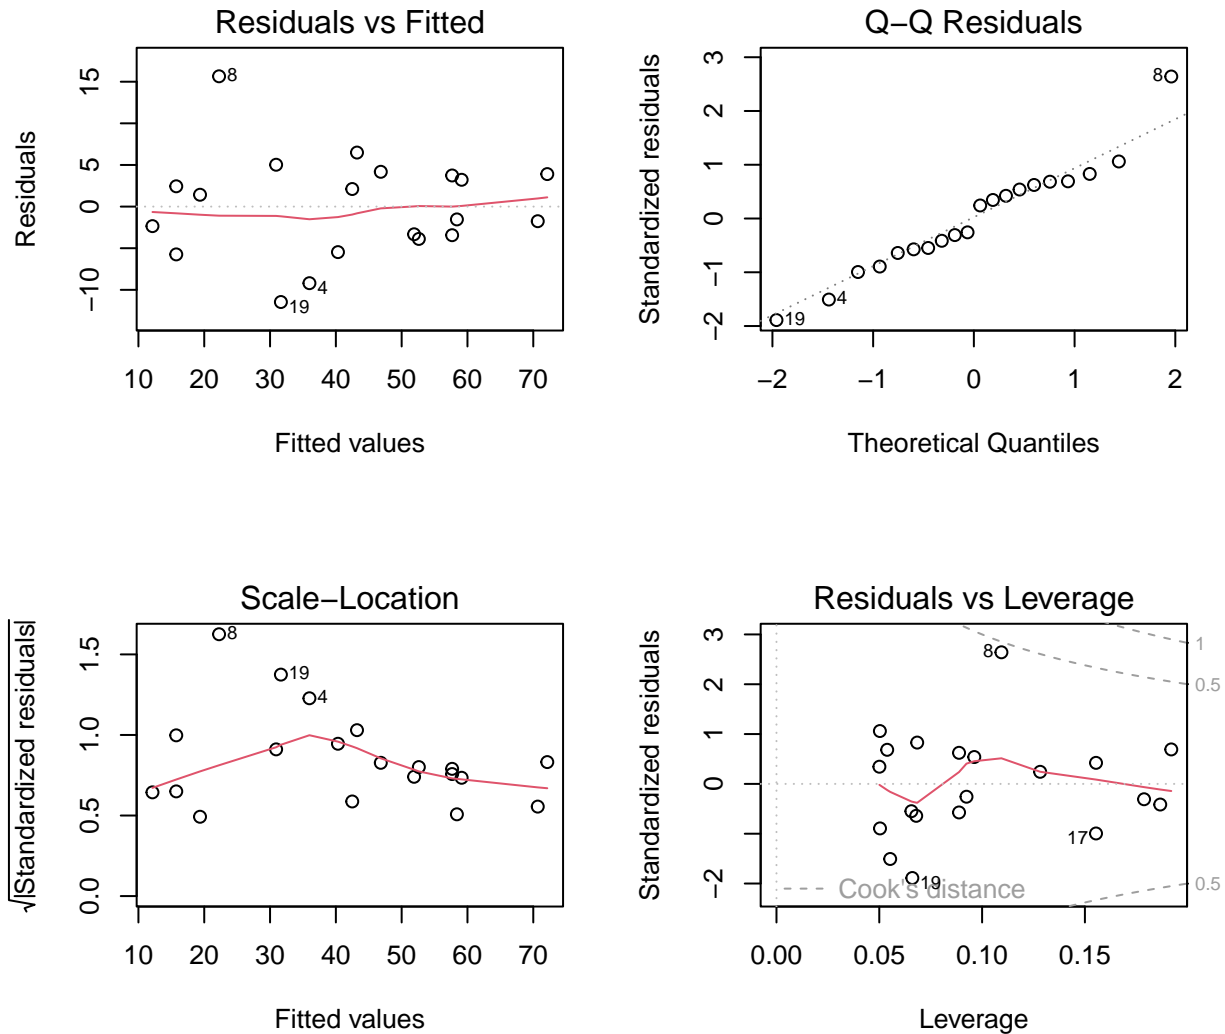 Residuals vs Fitted
Residuals
15
5
0
−10
8
4
19
10 20 30 40 50 60 70
Fitted values
Q−Q Residuals
Standardized residuals
3
2
1
0
−1
−2
8
4
19
−2 −1 0 1 2
Theoretical Quantiles
Scale−Location
√|Standardized residuals|
1.5
1.0
0.5
0.0
8
19
4
10 20 30 40 50 60 70
Fitted values
Residuals vs Leverage
Standardized residuals
3
2
1
0
−2
8
17
19
Cook's distance
1
0.5
0.5
0.00 0.05 0.10 0.15
Leverage